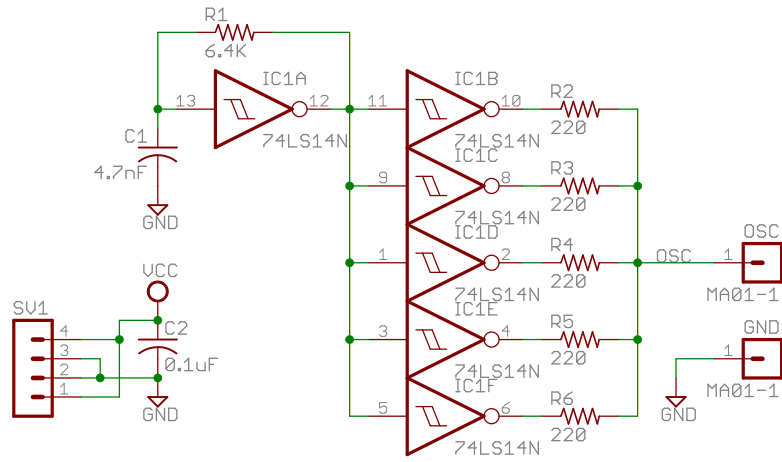 R1
6.4K
IC1A
13
12
74LS14N
C1
4.7nF
GND
IC1B
11
10
74LS14N
R2
220
IC1C
9
8
74LS14N
R3
220
IC1D
1
2
74LS14N
R4
220
IC1E
3
4
74LS14N
R5
220
IC1F
5
6
74LS14N
R6
220
OSC
OSC
1
MA01-1
GND
1
MA01-1
GND
VCC
SV1
4
3
2
1
C2
0.1uF
GND